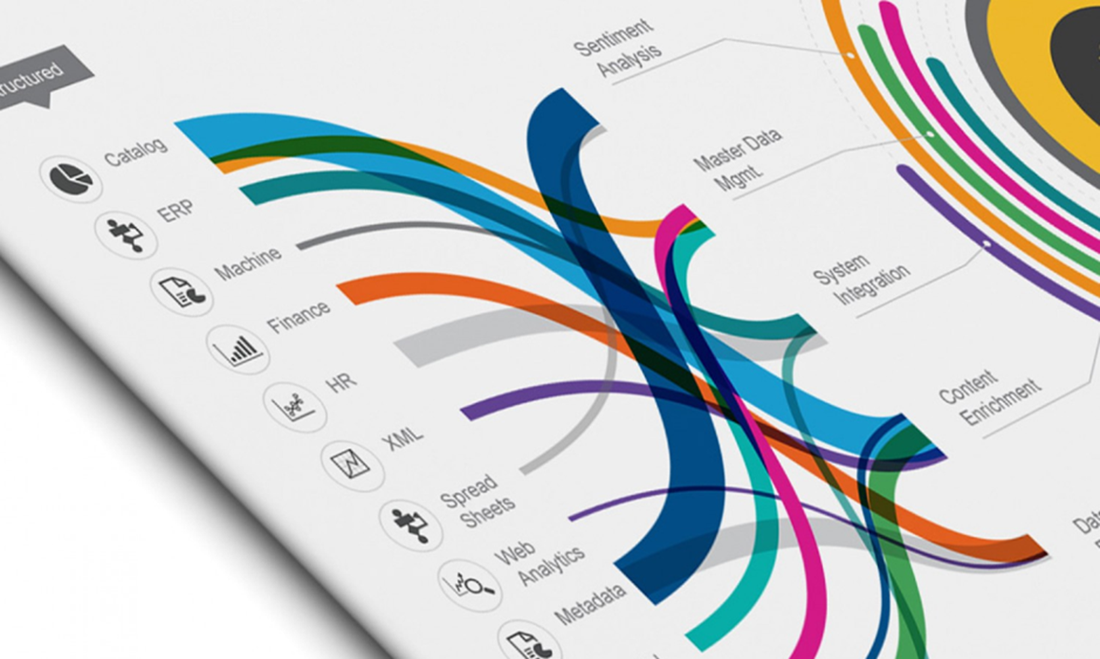 ructured
Catalog
ERP
Machine
Finance
HR
XML
Spread
Sheets
Web
Analytics
Metadata
Sentiment
Analysis
Master Data
Mgmt.
System
Integration
Content
Enrichment